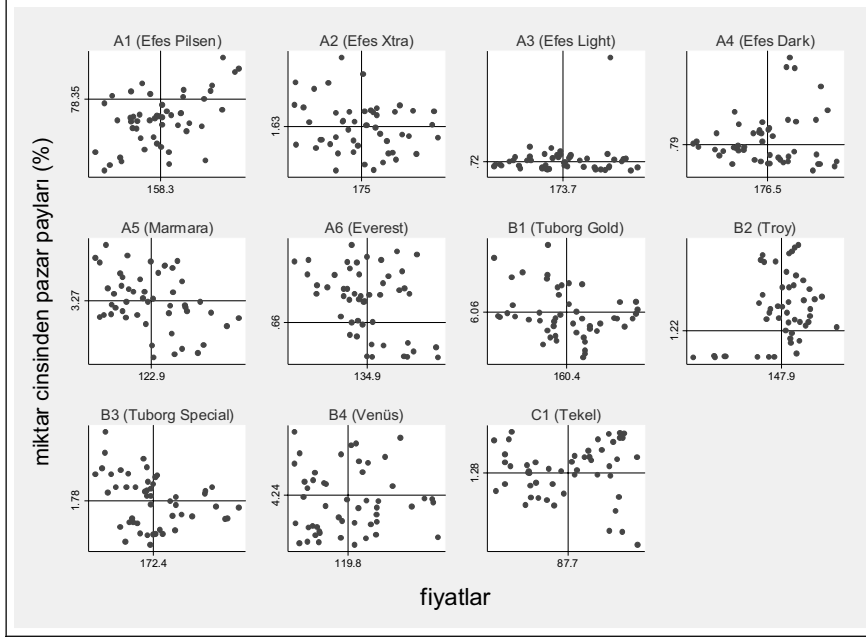 A1 (Efes Pilsen)
78.35
158.3
A2 (Efes Xtra)
1.63
175
A3 (Efes Light)
.72
173.7
A4 (Efes Dark)
.79
176.5
A5 (Marmara)
3.27
122.9
A6 (Everest)
.66
134.9
B1 (Tuborg Gold)
6.06
160.4
B2 (Troy)
1.22
147.9
B3 (Tuborg Special)
1.78
172.4
B4 (Venüs)
4.24
119.8
C1 (Tekel)
1.28
87.7
miktar cinsinden pazar payları (%)
fiyatlar